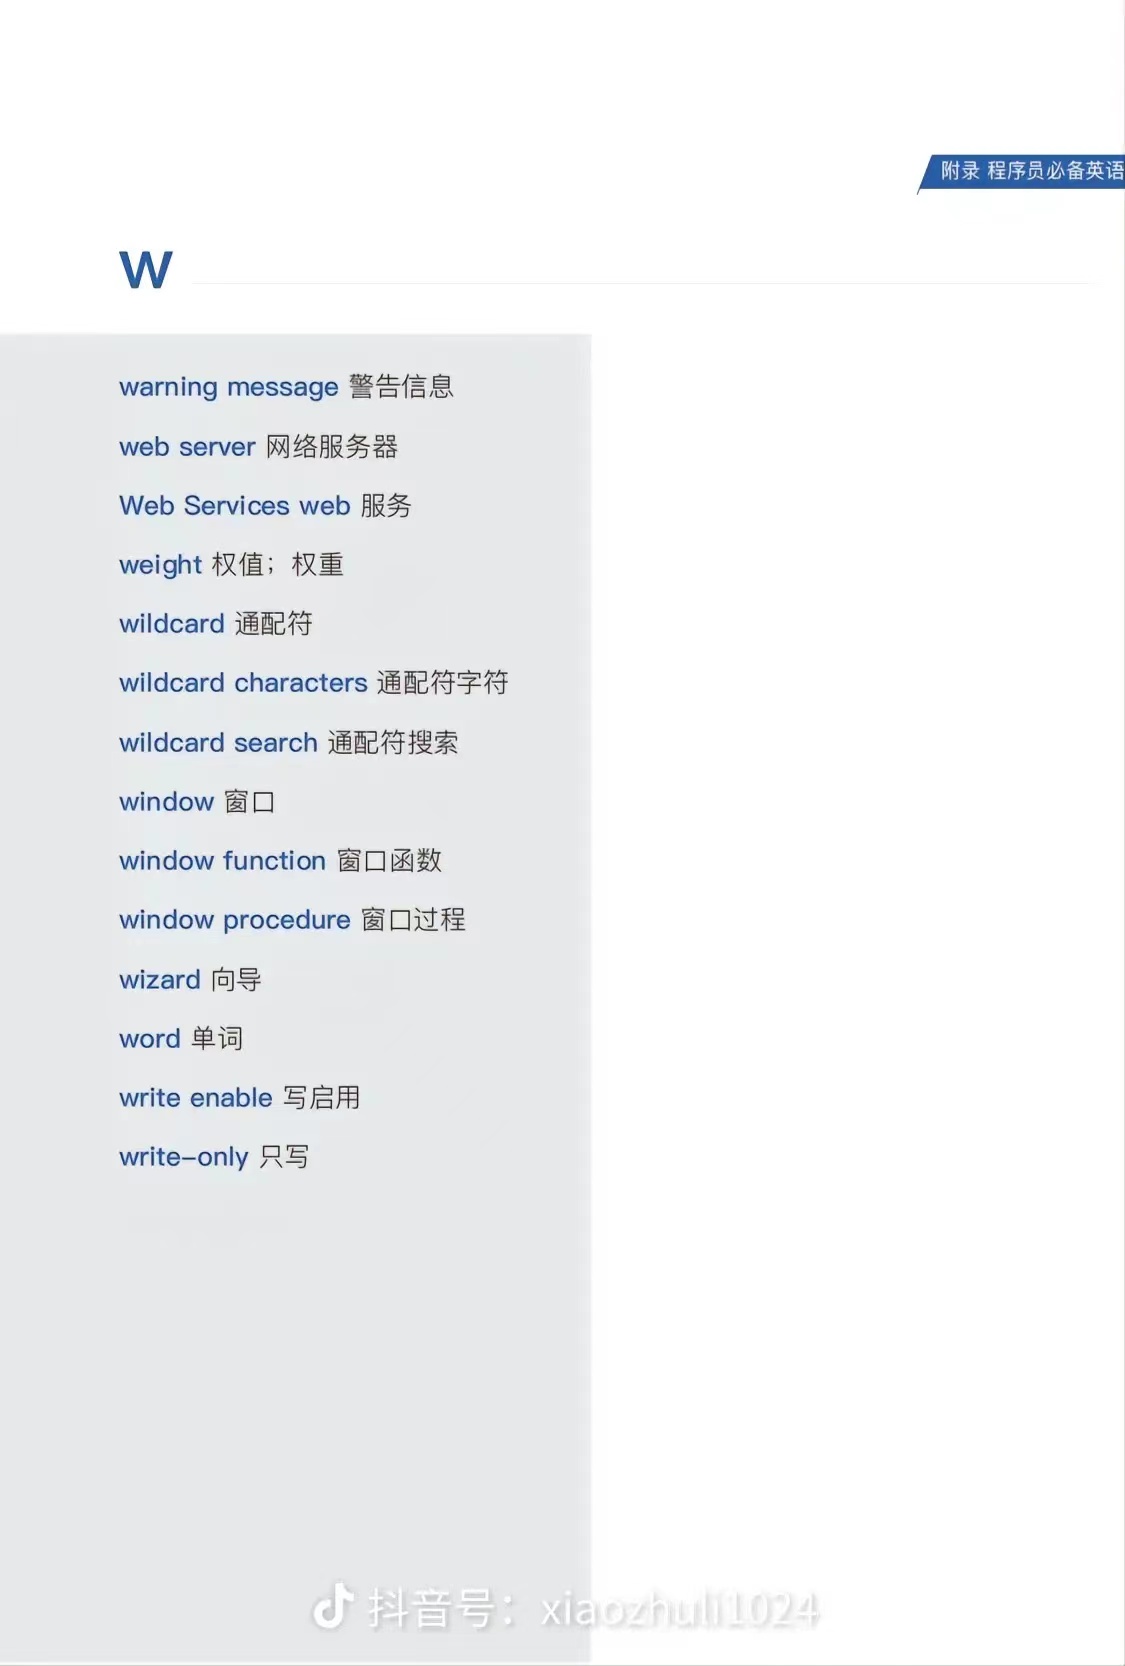 附录 程序员必备英语
W
warning message 警告信息
web server 网络服务器
Web Services web 服务
weight 权值；权重
wildcard 通配符
wildcard characters 通配符字符
wildcard search 通配符搜索
window 窗口
window function 窗口函数
window procedure 窗口过程
wizard 向导
word 单词
write enable 写启用
write-only 只写
抖音号：xiaozhuli1024